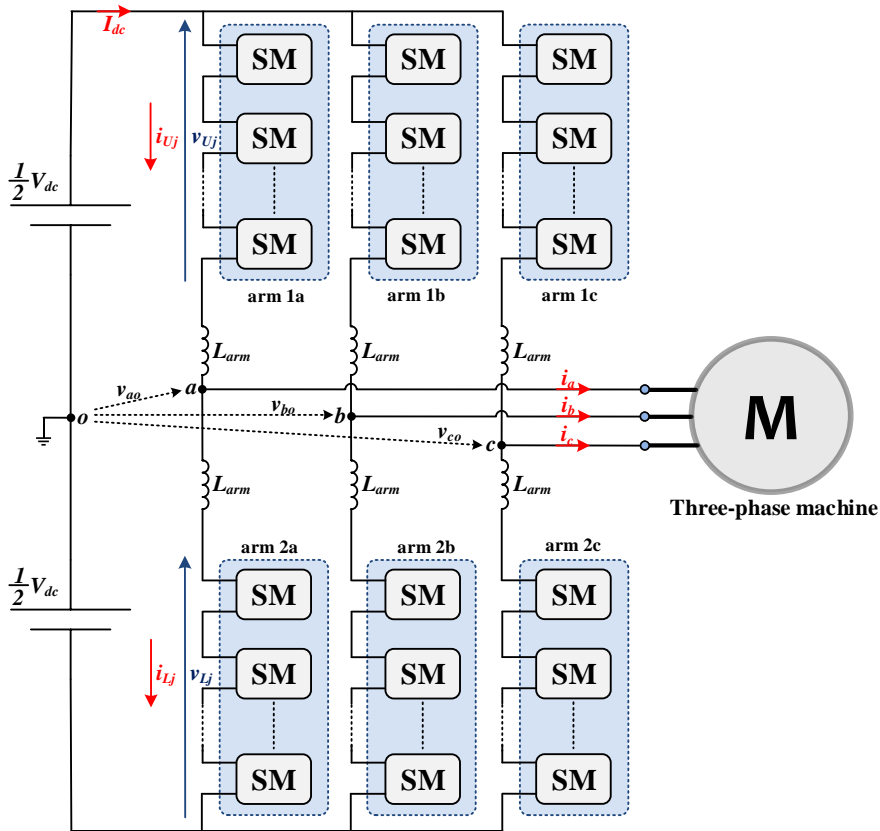 I_dc
SM SM SM
i_Uj v_Uj SM SM SM
1/2 V_dc
SM SM SM
arm 1a arm 1b arm 1c
L_arm L_arm L_arm
v_ao a i_a
o v_bo b i_b M
v_co c i_c
L_arm L_arm L_arm
Three-phase machine
arm 2a arm 2b arm 2c
1/2 V_dc
SM SM SM
i_Lj v_Lj SM SM SM
SM SM SM